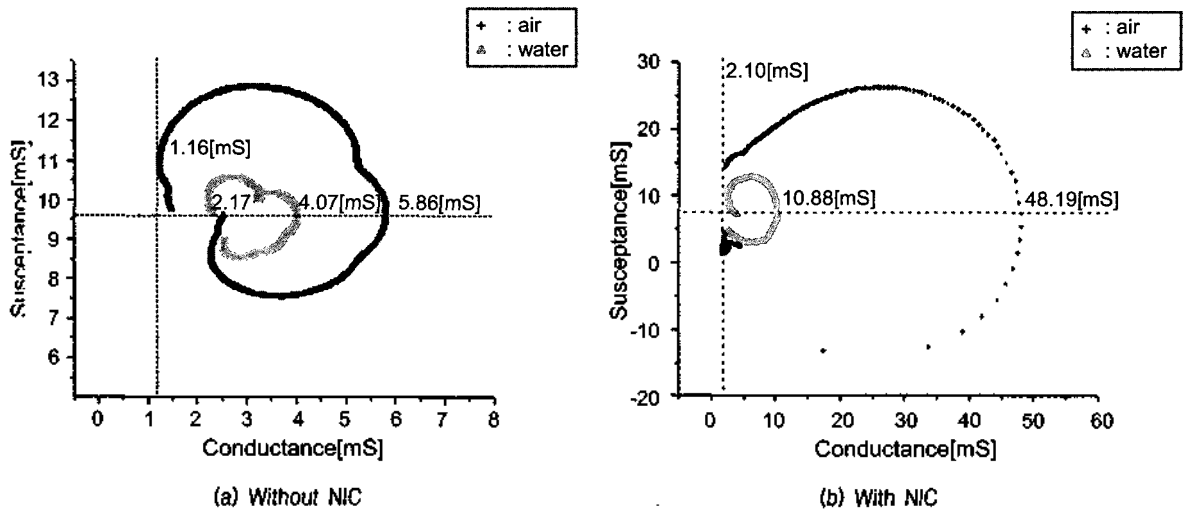 + : air
▵ : water
13
12
11
10
9
8
7
6
Susceptance[mS]
1.16[mS]
2.17
4.07[mS]
5.86[mS]
0 1 2 3 4 5 6 7 8
Conductance[mS]
(a) Without NIC
+ : air
▵ : water
30
20
10
0
-10
-20
Susceptance[mS]
2.10[mS]
10.88[mS]
48.19[mS]
0 10 20 30 40 50 60
Conductance[mS]
(b) With NIC